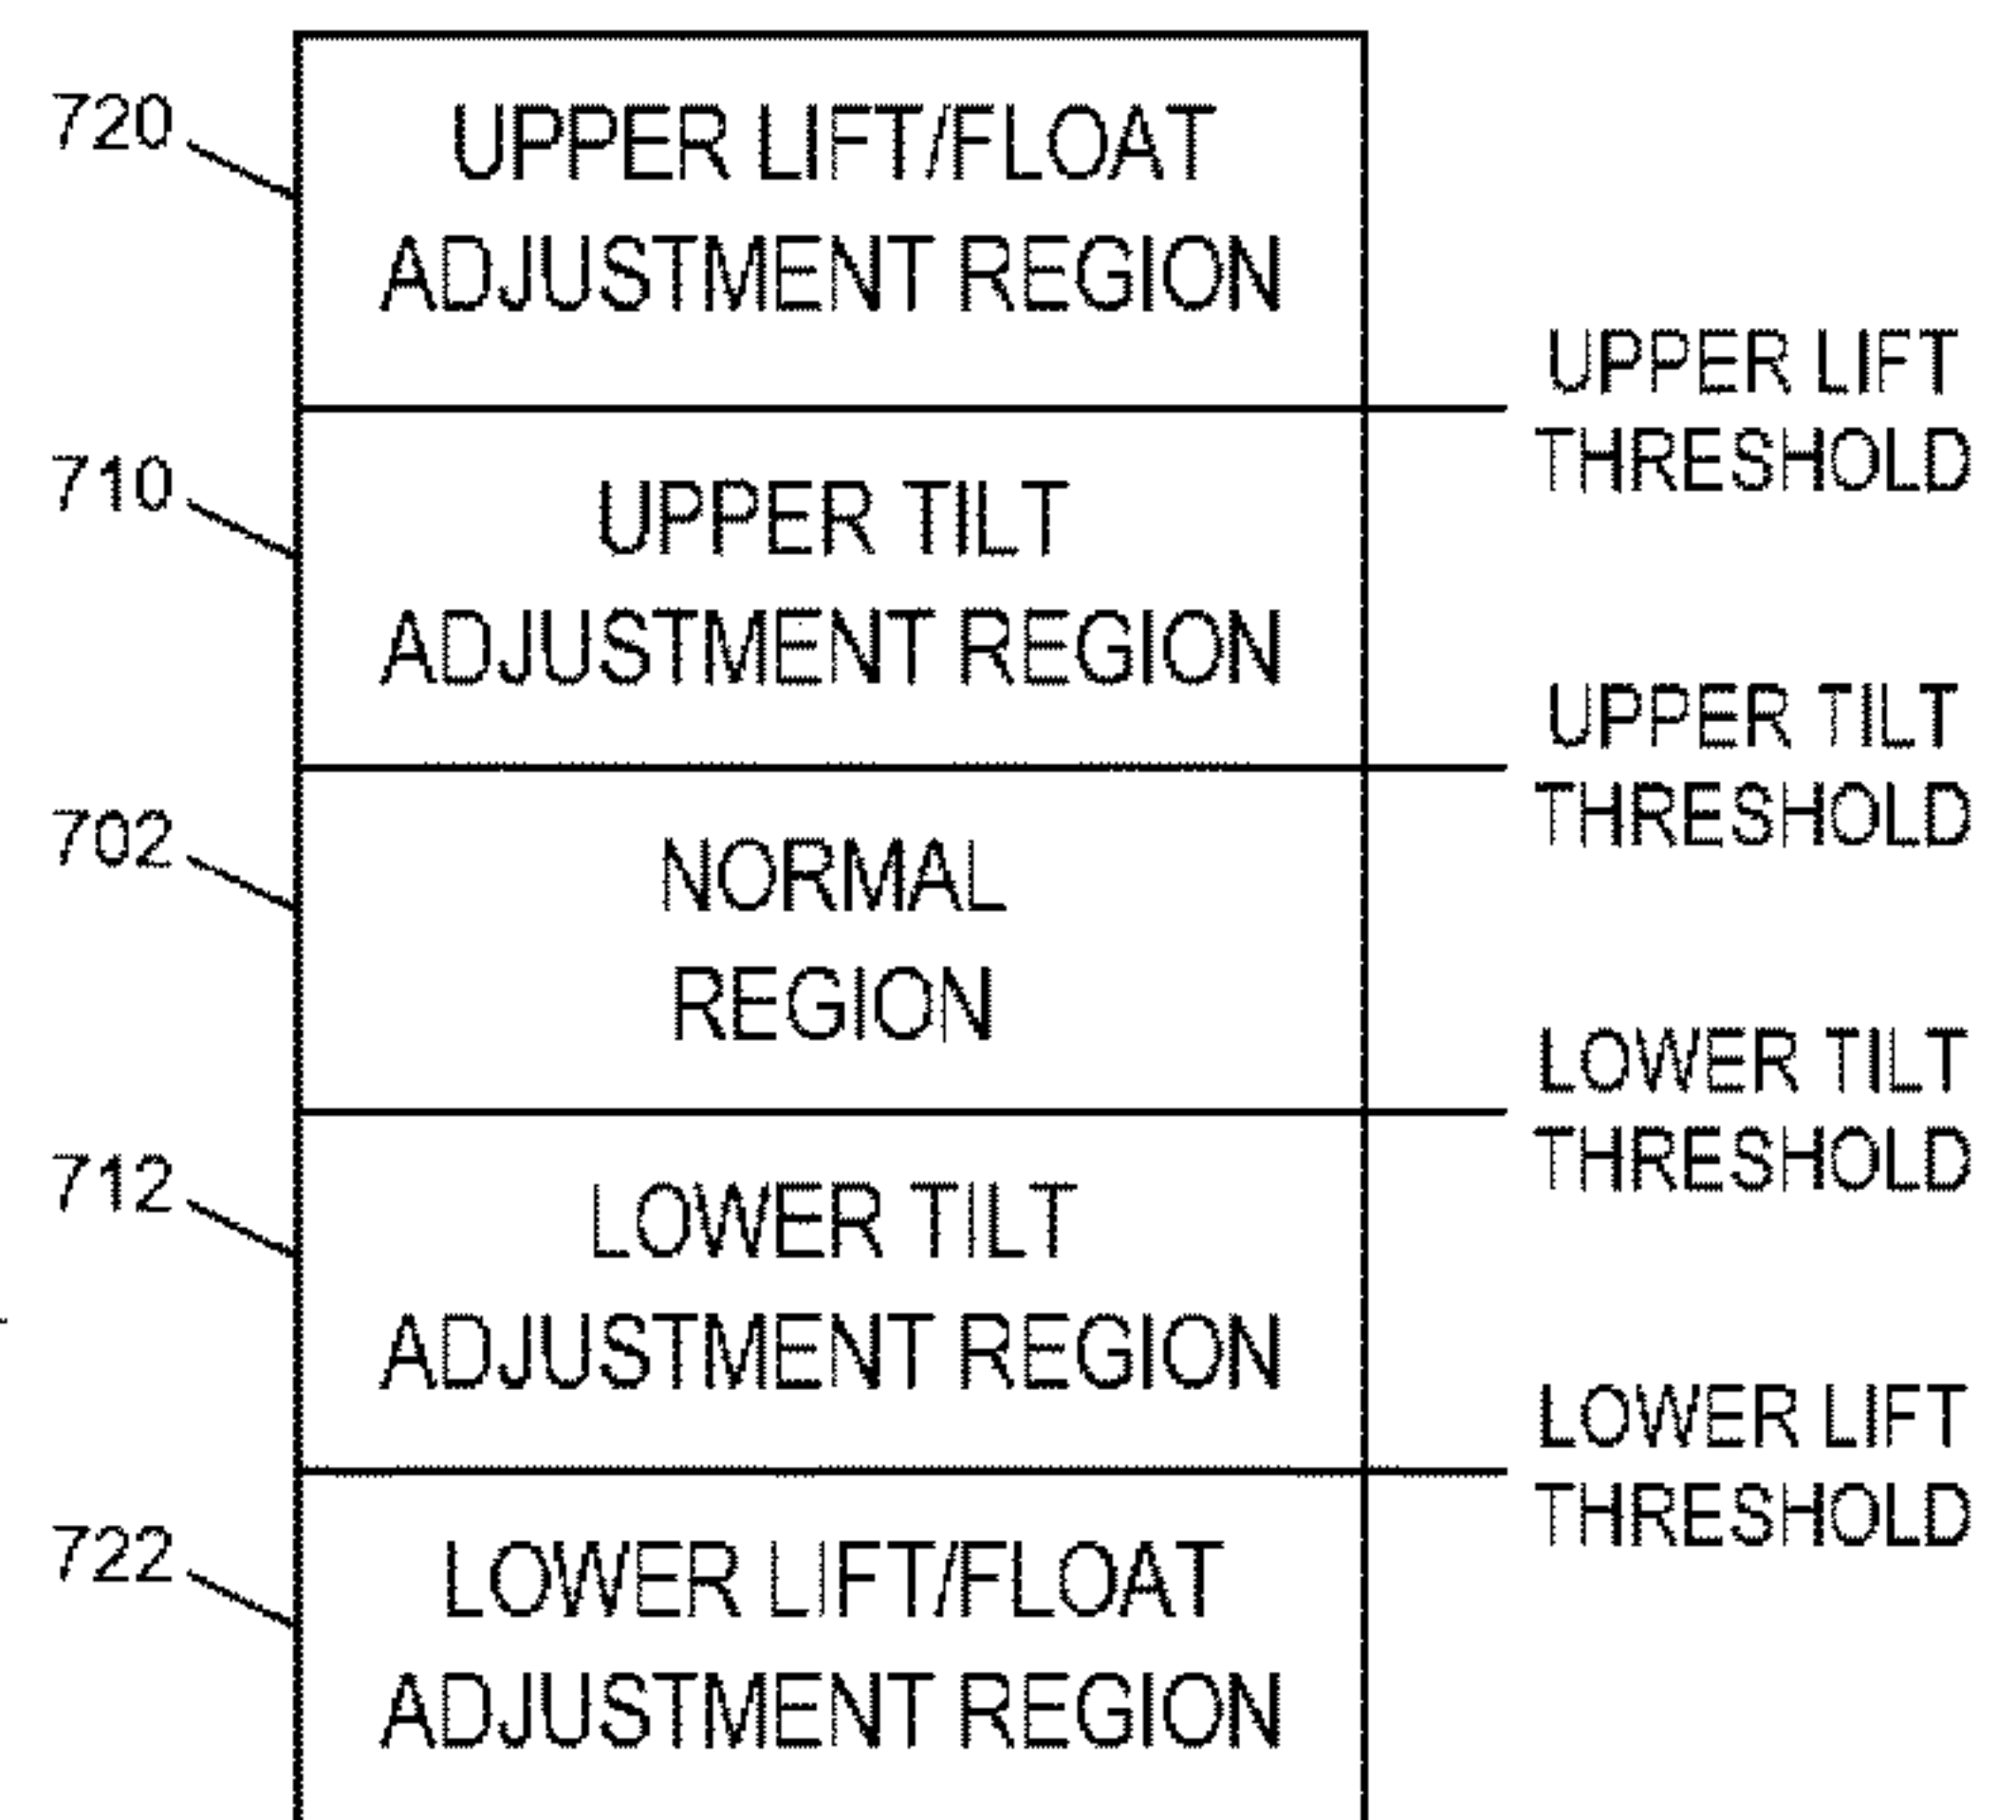 720
UPPER LIFT/FLOAT
ADJUSTMENT REGION
UPPER LIFT
THRESHOLD
710
UPPER TILT
ADJUSTMENT REGION
UPPER TILT
THRESHOLD
702
NORMAL
REGION
LOWER TILT
THRESHOLD
712
LOWER TILT
ADJUSTMENT REGION
LOWER LIFT
THRESHOLD
722
LOWER LIFT/FLOAT
ADJUSTMENT REGION